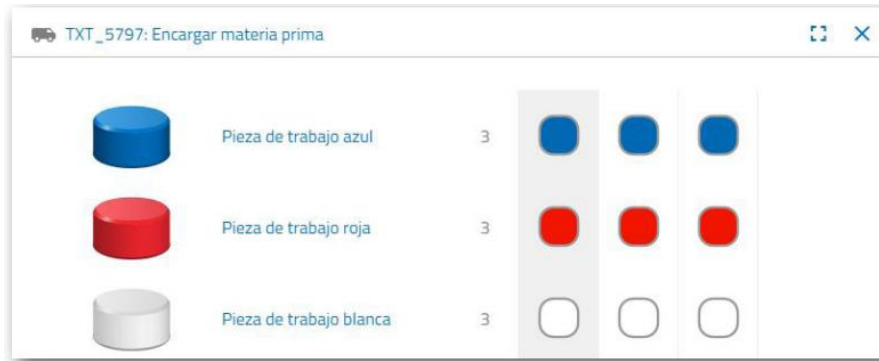 TXT_5797: Encargar materia prima
Pieza de trabajo azul 3
Pieza de trabajo roja 3
Pieza de trabajo blanca 3